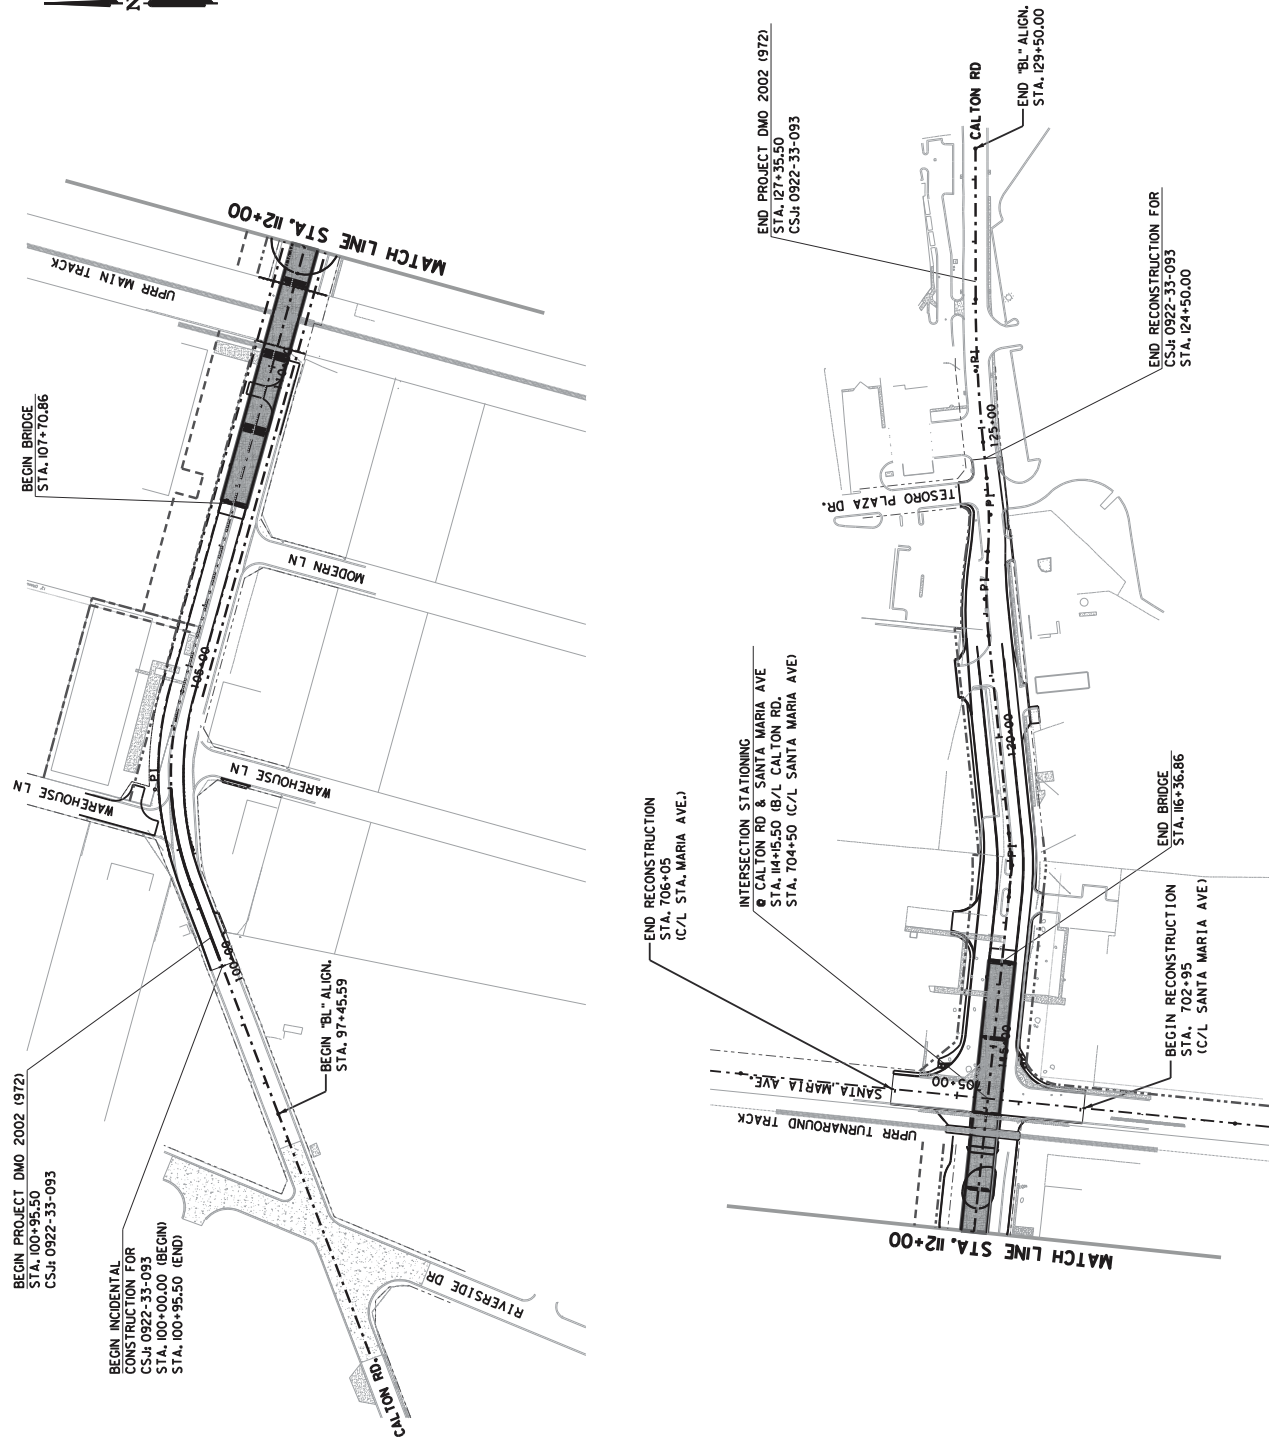 N
BEGIN PROJECT DMO 2002 (972)
STA. 100+95.50
CSJ: 0922-33-093
BEGIN INCIDENTAL
CONSTRUCTION FOR
CSJ: 0922-33-093
STA. 100+00.00 (BEGIN)
STA. 100+95.50 (END)
BEGIN BRIDGE
STA. 107+70.86
BEGIN "BL" ALIGN.
STA. 97+45.59
CALTON RD.
RIVERSIDE DR
100+00
WAREHOUSE LN
WAREHOUSE LN
PI
105+00
MODERN LN
UPRR MAIN TRACK
MATCH LINE STA. 112+00
MATCH LINE STA. 112+00
UPRR TURNAROUND TRACK
SANTA MARIA AVE.
705+00
END RECONSTRUCTION
STA. 706+05
(C/L STA. MARIA AVE.)
INTERSECTION STATIONING
@ CALTON RD & SANTA MARIA AVE
STA. 114+15.50 (B/L CALTON RD.
STA. 704+50 (C/L SANTA MARIA AVE)
BEGIN RECONSTRUCTION
STA. 702+95
(C/L SANTA MARIA AVE)
END BRIDGE
STA. 116+36.86
PI
120+00
PI
PI
TESORO PLAZA DR.
125+00
PI
END RECONSTRUCTION FOR
CSJ: 0922-33-093
STA. 124+50.00
END PROJECT DMO 2002 (972)
STA. 127+35.50
CSJ: 0922-33-093
CALTON RD
END "BL" ALIGN.
STA. 129+50.00